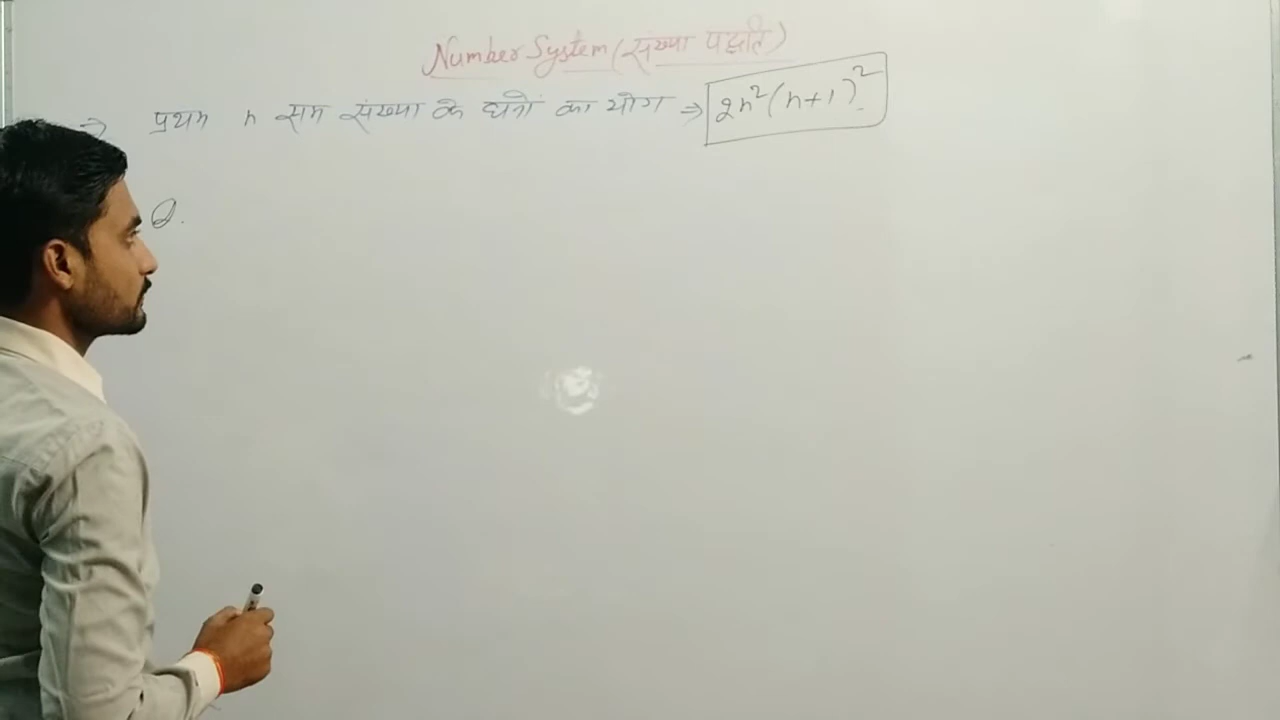 Number System (संख्या पद्धति)
⇒ प्रथम n सम संख्या के घनों का योग ⇒ 2n²(n+1)²
Q.